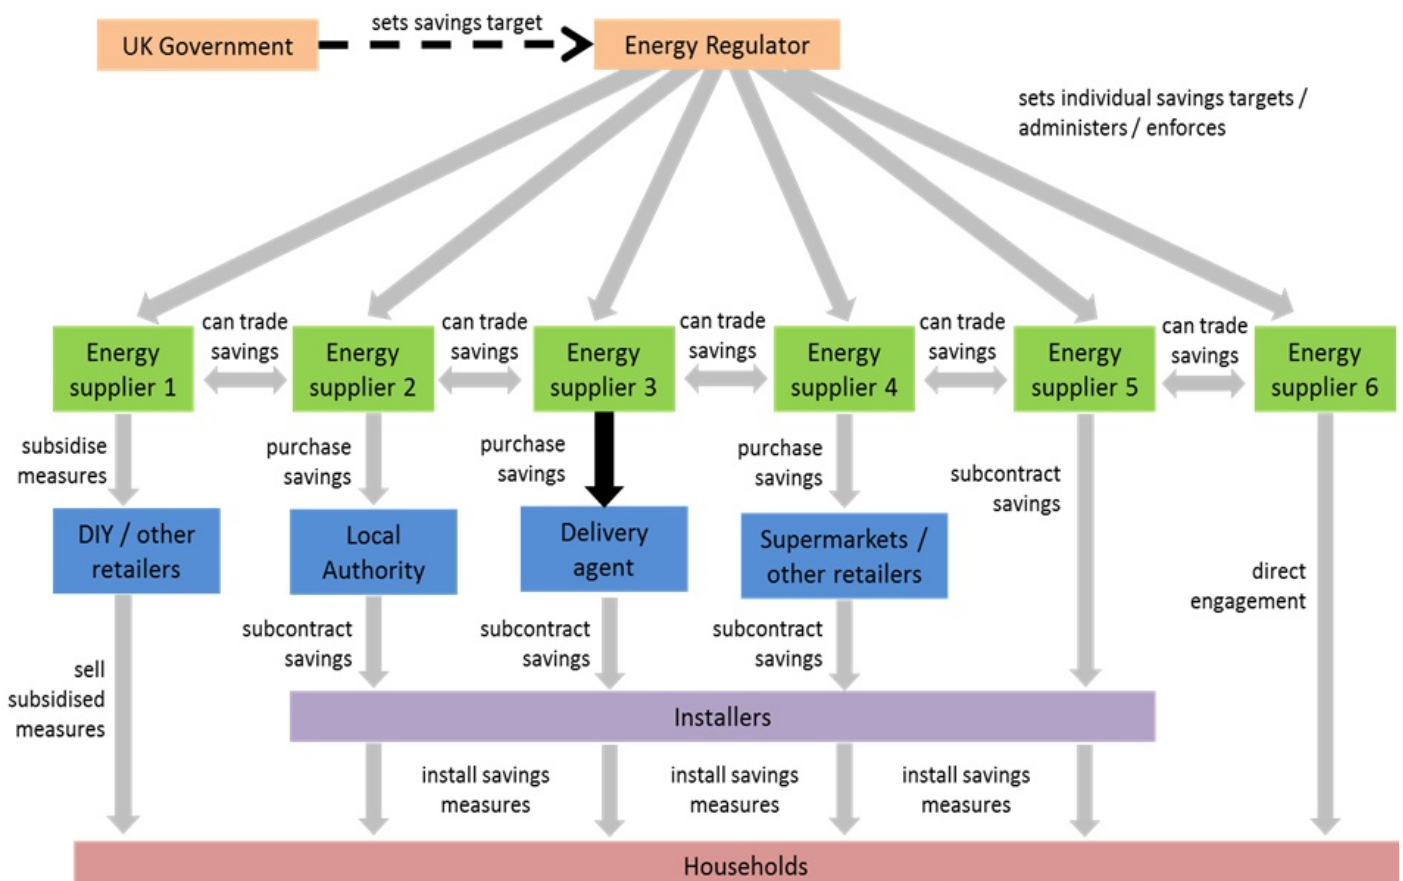 sets savings target
UK Government
Energy Regulator
sets individual savings targets /
administers / enforces
can trade
savings
can trade
savings
can trade
savings
can trade
savings
can trade
savings
Energy
supplier 1
Energy
supplier 2
Energy
supplier 3
Energy
supplier 4
Energy
supplier 5
Energy
supplier 6
subsidise
measures
purchase
savings
purchase
savings
purchase
savings
subcontract
savings
DIY / other
retailers
Local
Authority
Delivery
agent
Supermarkets /
other retailers
direct
engagement
subcontract
savings
subcontract
savings
subcontract
savings
sell
subsidised
measures
Installers
install savings
measures
install savings
measures
install savings
measures
Households